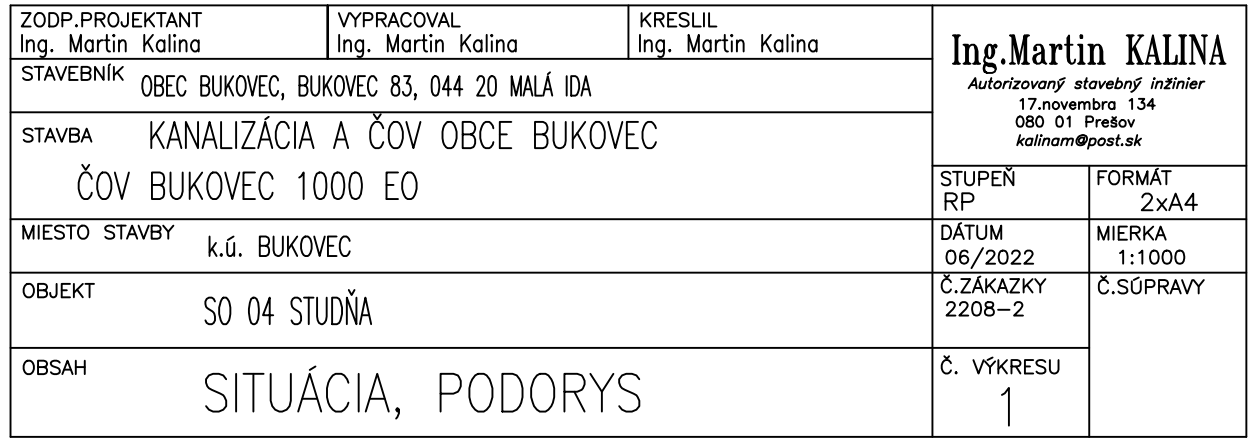 ZODP.PROJEKTANT
Ing. Martin Kalina
VYPRACOVAL
Ing. Martin Kalina
KRESLIL
Ing. Martin Kalina
Ing.Martin KALINA
Autorizovaný stavebný inžinier
17.novembra 134
080 01 Prešov
kalinam@post.sk
STAVEBNÍK OBEC BUKOVEC, BUKOVEC 83, 044 20 MALÁ IDA
STAVBA KANALIZÁCIA A ČOV OBCE BUKOVEC
ČOV BUKOVEC 1000 EO
STUPEŇ
RP
FORMÁT
2xA4
MIESTO STAVBY k.ú. BUKOVEC
DÁTUM
06/2022
MIERKA
1:1000
OBJEKT
SO 04 STUDŇA
Č.ZÁKAZKY
2208-2
Č.SÚPRAVY
OBSAH
SITUÁCIA, PODORYS
Č. VÝKRESU
1